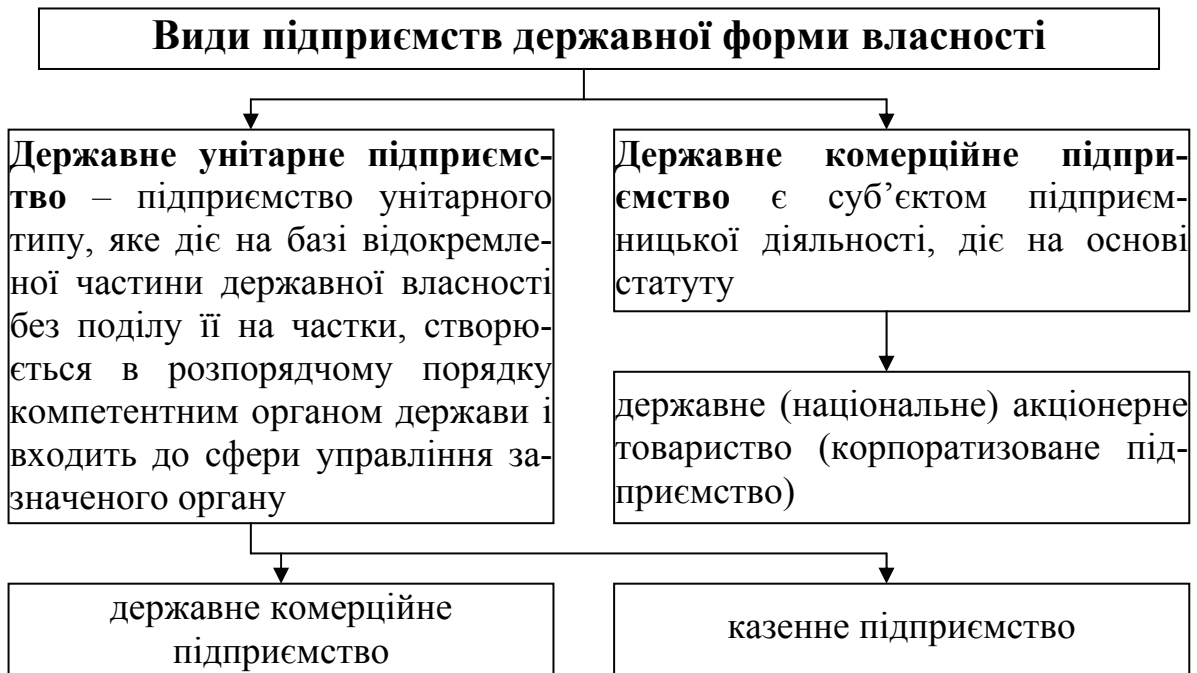 Види підприємств державної форми власності
Державне унітарне підприємс-
тво – підприємство унітарного
типу, яке діє на базі відокремле-
ної частини державної власності
без поділу її на частки, створю-
ється в розпорядчому порядку
компетентним органом держави і
входить до сфери управління за-
значеного органу
Державне комерційне підпри-
ємство є суб’єктом підприєм-
ницької діяльності, діє на основі
статуту
державне (національне) акціонерне
товариство (корпоратизоване під-
приємство)
державне комерційне
підприємство
казенне підприємство